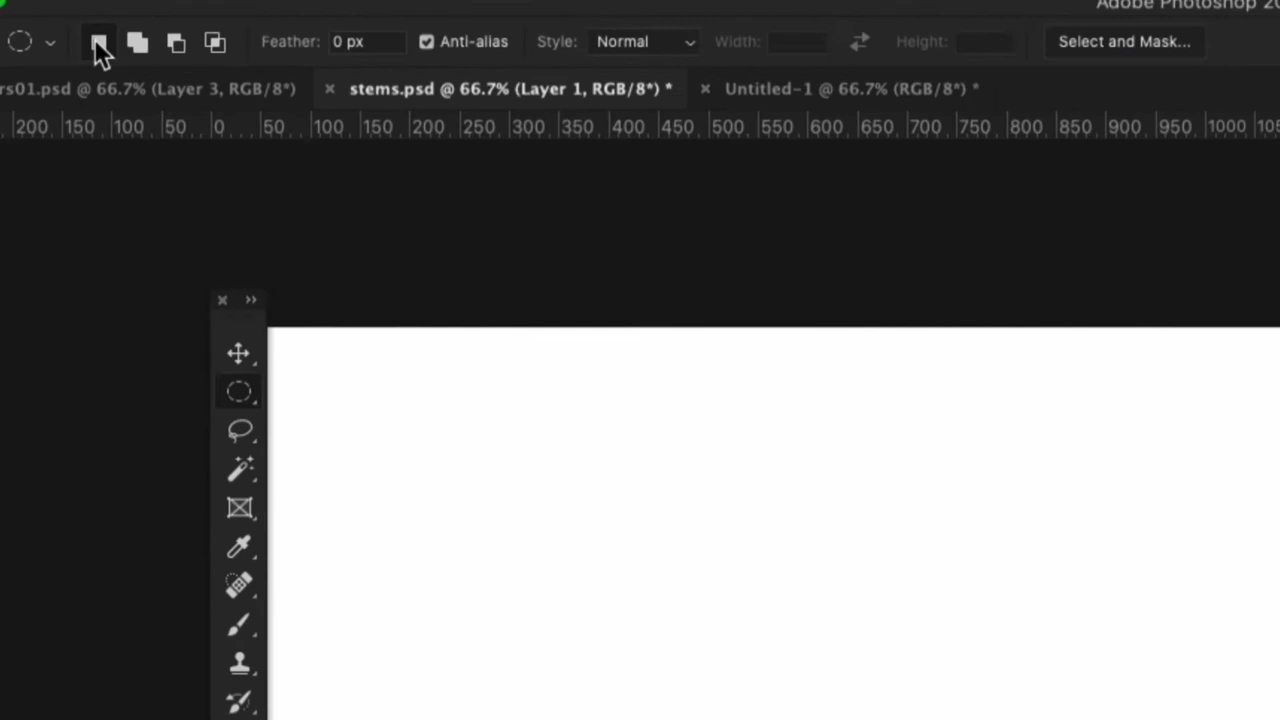 Adobe Photoshop 20
Feather: 0 px Anti-alias Style: Normal Width: Height: Select and Mask...
rs01.psd @ 66.7% (Layer 3, RGB/8*) × stems.psd @ 66.7% (Layer 1, RGB/8*) * × Untitled-1 @ 66.7% (RGB/8*) *
200 150 100 50 0 50 100 150 200 250 300 350 400 450 500 550 600 650 700 750 800 850 900 950 1000 105